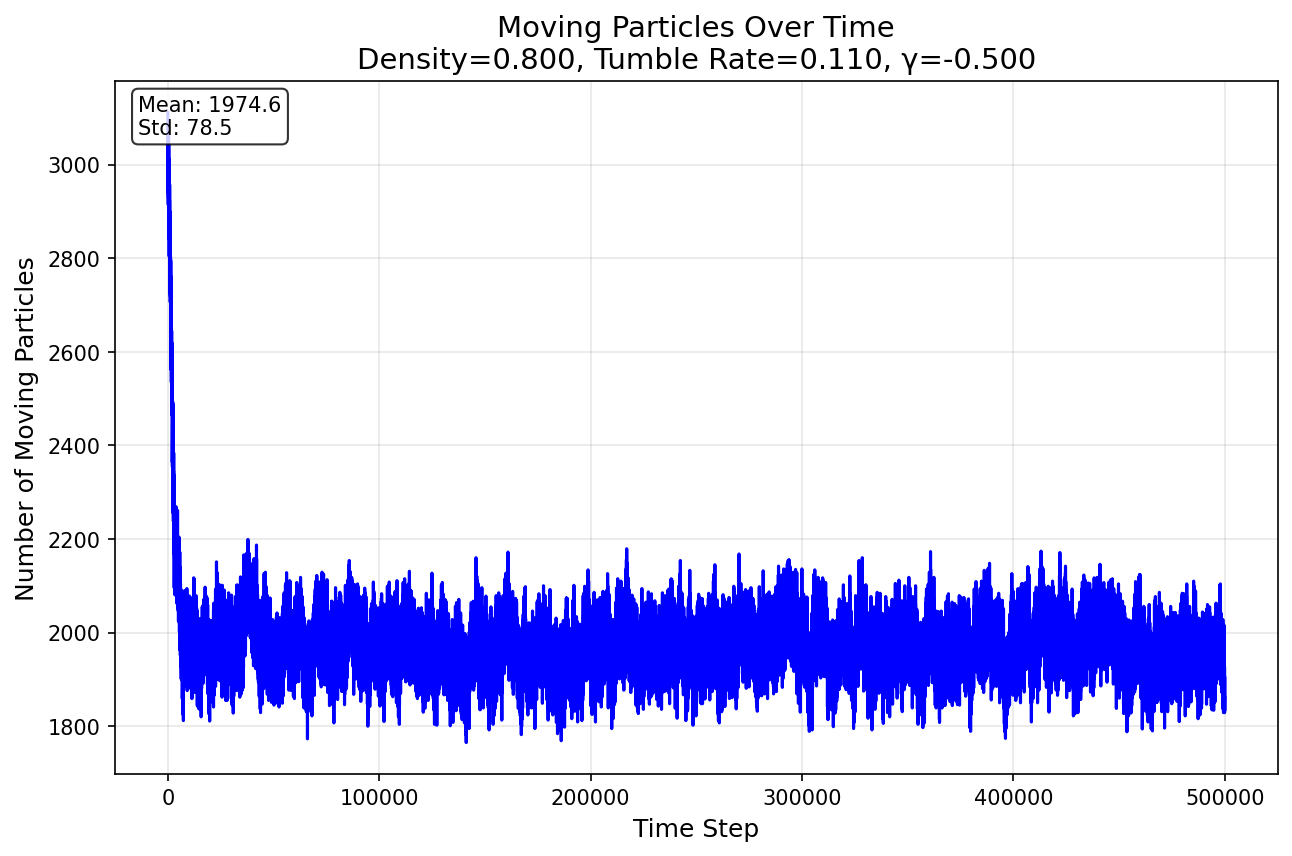 Moving Particles Over Time
Density=0.800, Tumble Rate=0.110, γ=-0.500
Mean: 1974.6
Std: 78.5
Number of Moving Particles
3000
2800
2600
2400
2200
2000
1800
0 100000 200000 300000 400000 500000
Time Step